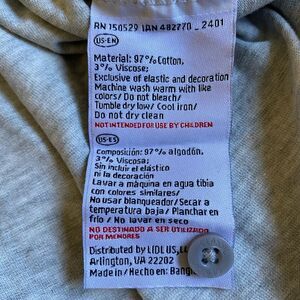 RN 150529 IAN 482770_2401
US-EN
Material: 97% Cotton,
3% Viscose;
Exclusive of elastic and decoration
Machine wash warm with like
colors/ Do not bleach/
Tumble dry low/ Cool iron/
Do not dry clean
NOT INTENDED FOR USE BY CHILDREN
US-ES
Composición: 97% algodón,
3% Viscosa;
Sin incluir el elástico
ni la decoración
Lavar a máquina en agua tibia
con colores similares/
No usar blanqueador/ Secar a
temperatura baja/ Planchar en
frío / No lavar en seco
NO DESTINADO A SER UTILIZADO
POR MENORES
Distributed by LIDL US, LL
Arlington, VA 22202
Made in / Hecho en: Bangl